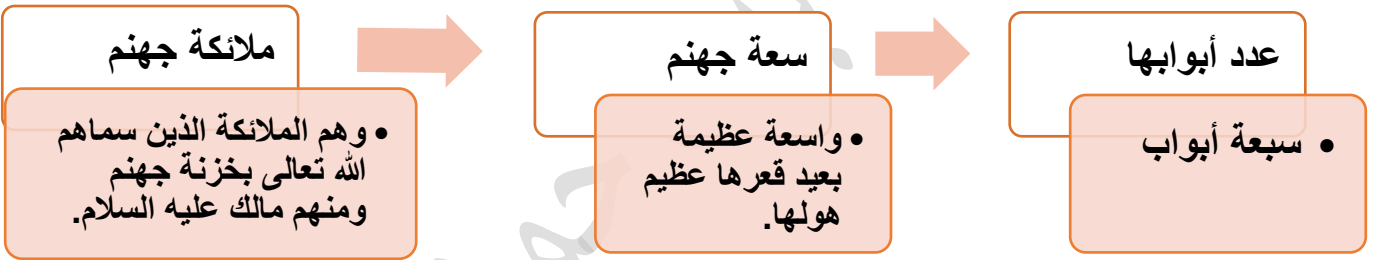 عدد أبوابها
• سبعة أبواب
سعة جهنم
• واسعة عظيمة
بعيد قعرها عظيم
هولها.
ملائكة جهنم
• وهم الملائكة الذين سماهم
الله تعالى بخزنة جهنم
ومنهم مالك عليه السلام.